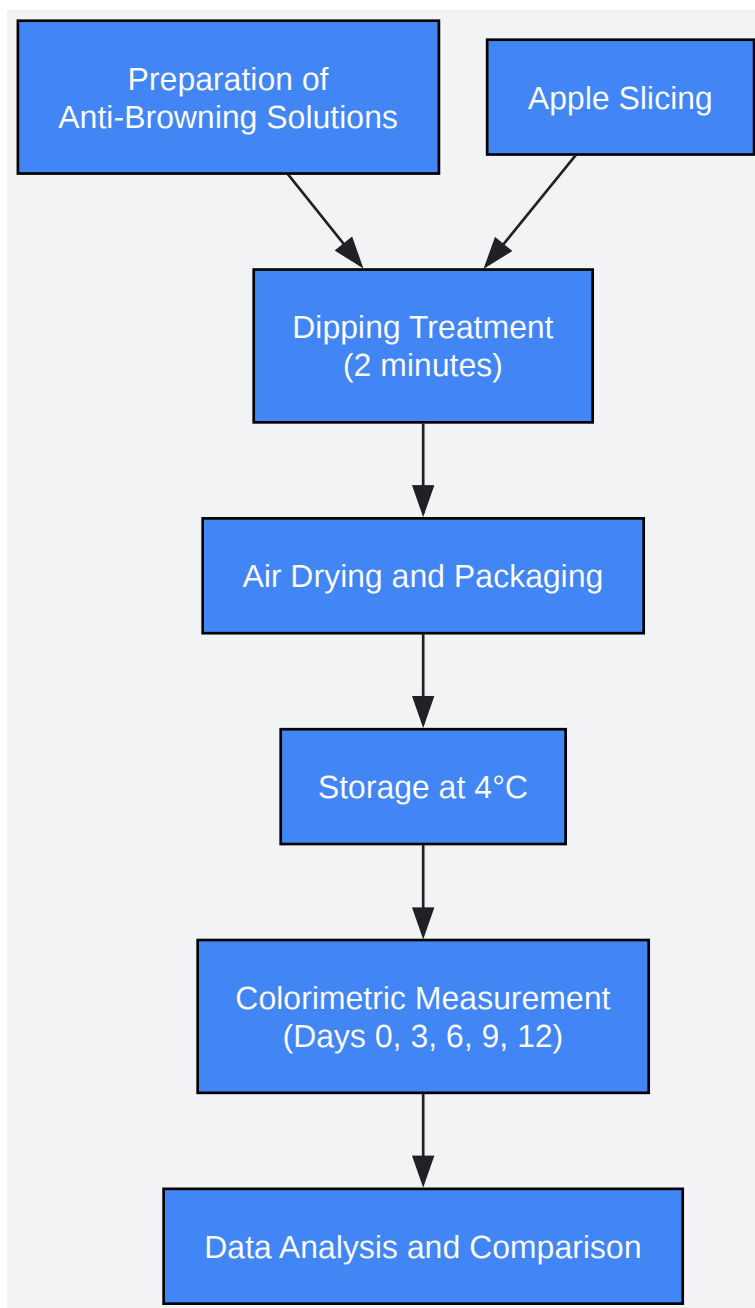 Preparation of
Anti-Browning Solutions
Apple Slicing
Dipping Treatment
(2 minutes)
Air Drying and Packaging
Storage at 4°C
Colorimetric Measurement
(Days 0, 3, 6, 9, 12)
Data Analysis and Comparison